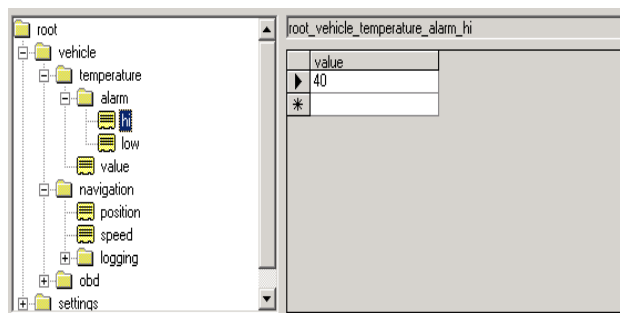 root
vehicle
temperature
alarm
hi
low
value
navigation
position
speed
logging
obd
settings
root_vehicle_temperature_alarm_hi
value
40